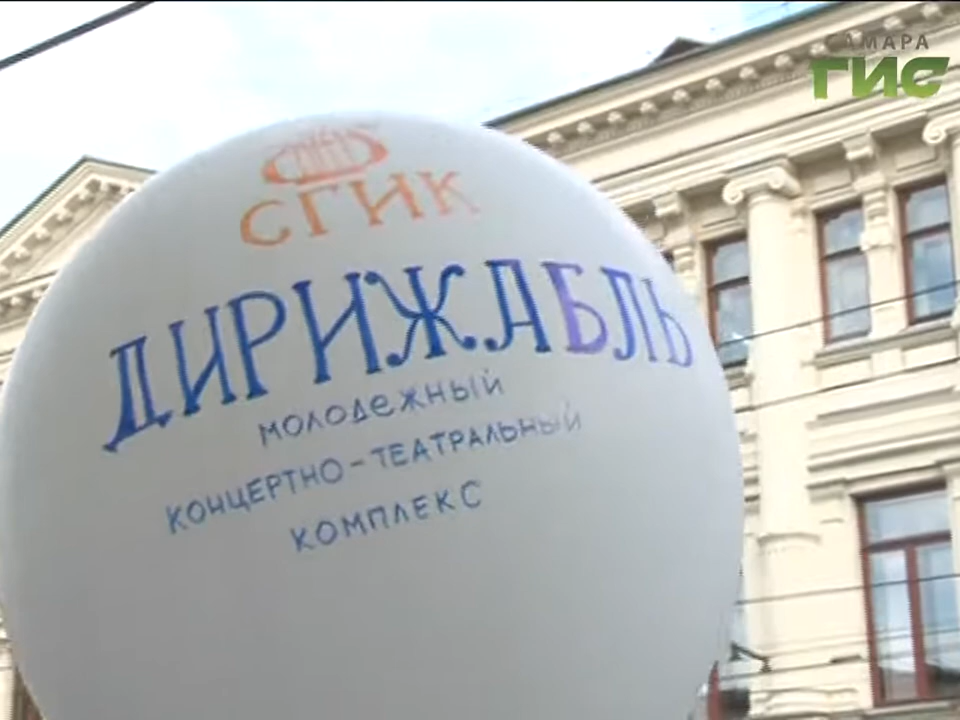 САМАРА
ГИС
СГИК
ДИРИЖАБЛЬ
молодежный
концертно-театральный
комплекс